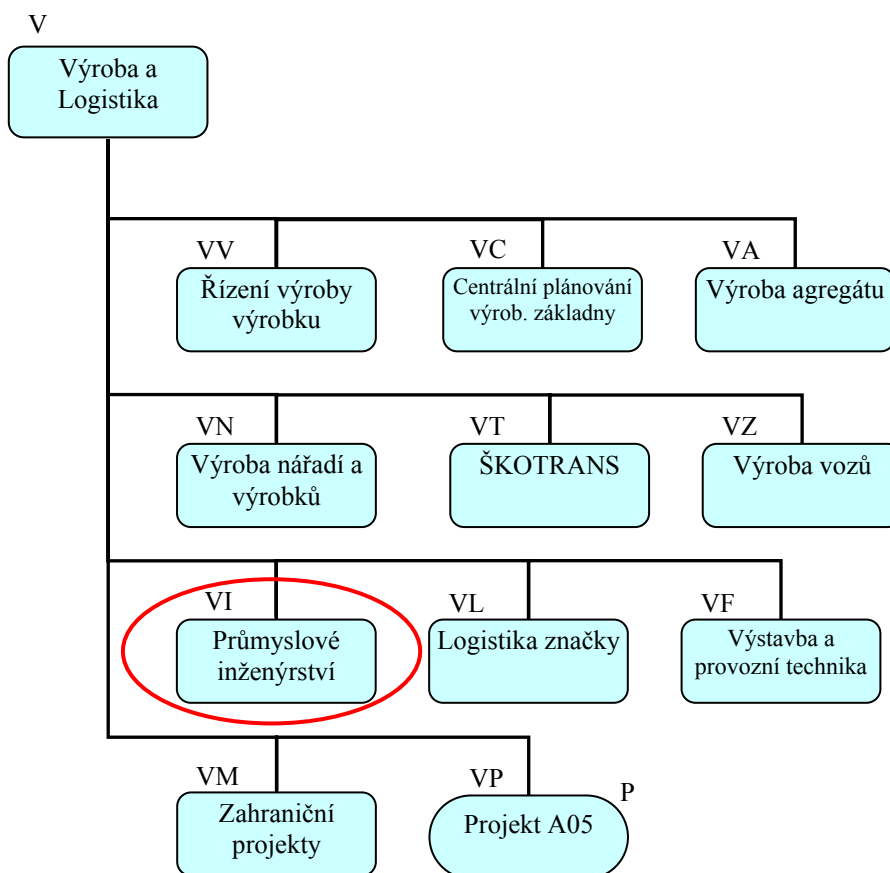 V
Výroba a
Logistika
VV
Řízení výroby
výrobku
VC
Centrální plánování
výrob. základny
VA
Výroba agregátu
VN
Výroba nářadí a
výrobků
VT
ŠKOTRANS
VZ
Výroba vozů
VI
Průmyslové
inženýrství
VL
Logistika značky
VF
Výstavba a
provozní technika
VM
Zahraniční
projekty
VP
P
Projekt A05